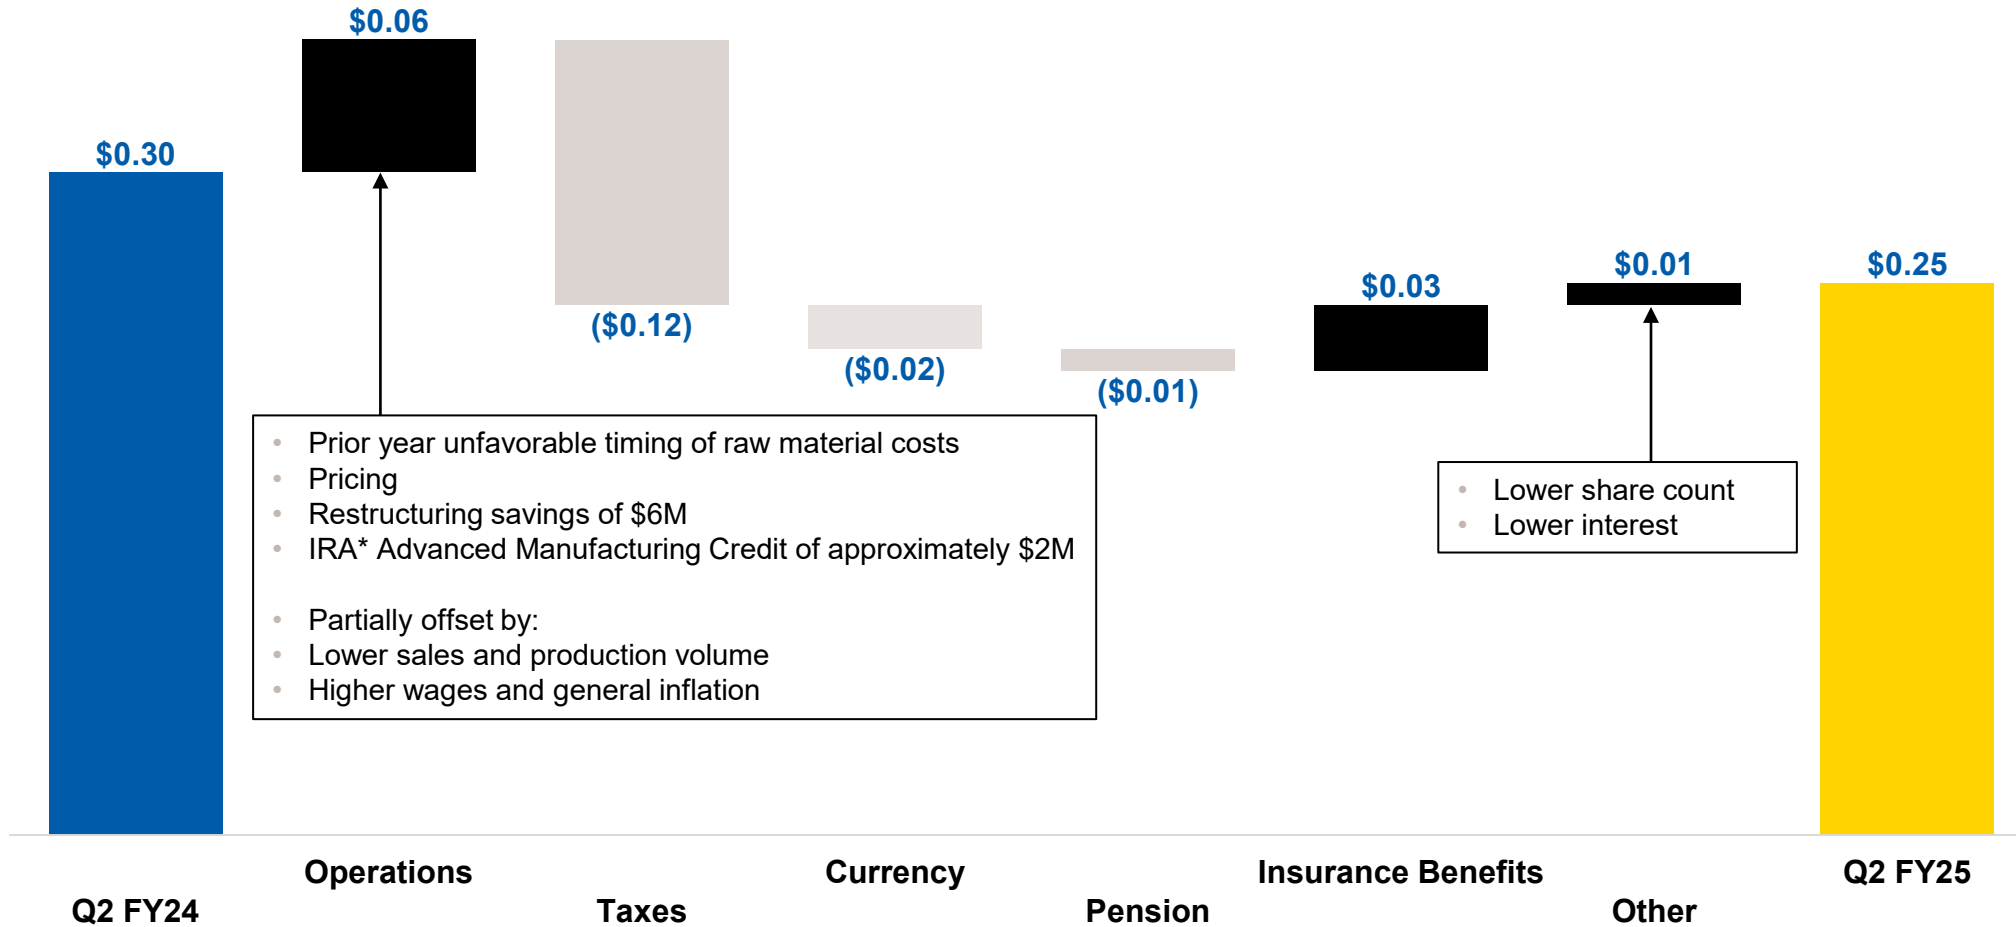 $0.06
$0.30
($0.12)
($0.02)
($0.01)
$0.03
$0.01
$0.25
• Prior year unfavorable timing of raw material costs
• Pricing
• Restructuring savings of $6M
• IRA* Advanced Manufacturing Credit of approximately $2M
• Partially offset by:
• Lower sales and production volume
• Higher wages and general inflation
• Lower share count
• Lower interest
Q2 FY24
Operations
Taxes
Currency
Pension
Insurance Benefits
Other
Q2 FY25